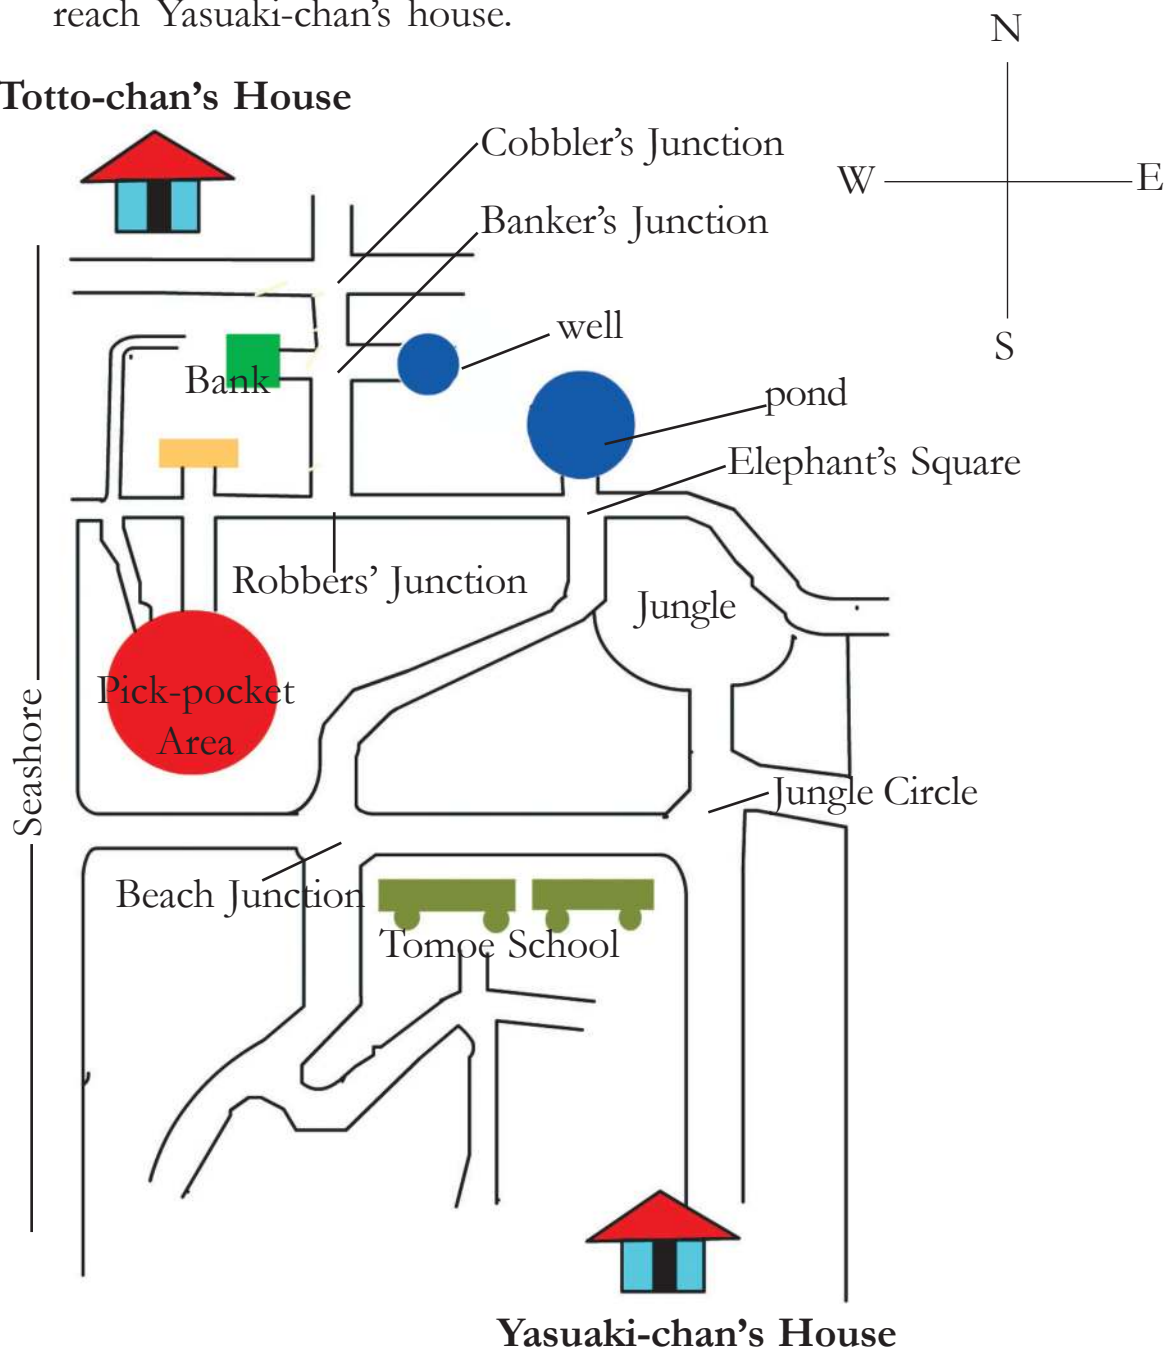 reach Yasuaki-chan’s house.
N
Totto-chan’s House
Cobbler’s Junction
W
E
Banker’s Junction
well
S
Bank
pond
Elephant’s Square
Robbers’ Junction
Jungle
Pick-pocket
Area
Seashore
Jungle Circle
Beach Junction
Tomoe School
Yasuaki-chan’s House